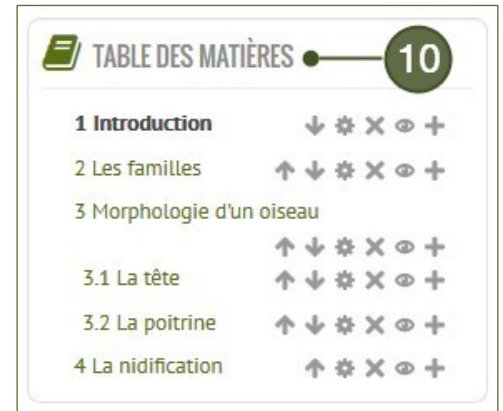 TABLE DES MATIÈRES 10
1 Introduction
2 Les familles
3 Morphologie d'un oiseau
3.1 La tête
3.2 La poitrine
4 La nidification